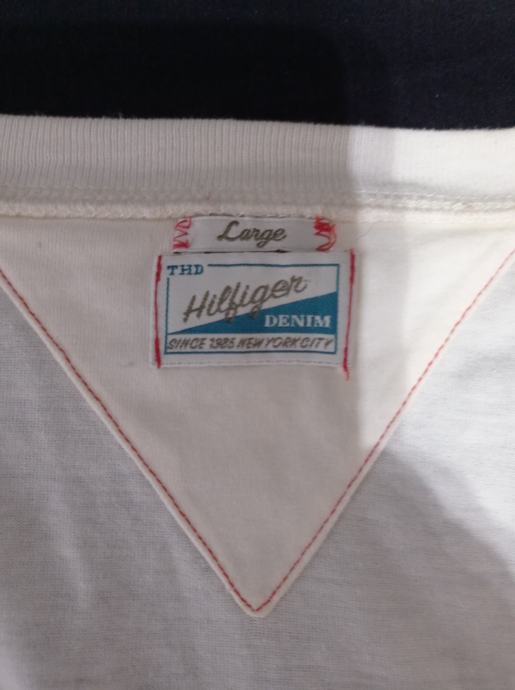 Large
THD
Hilfiger
DENIM
SINCE 1985 NEW YORK CITY